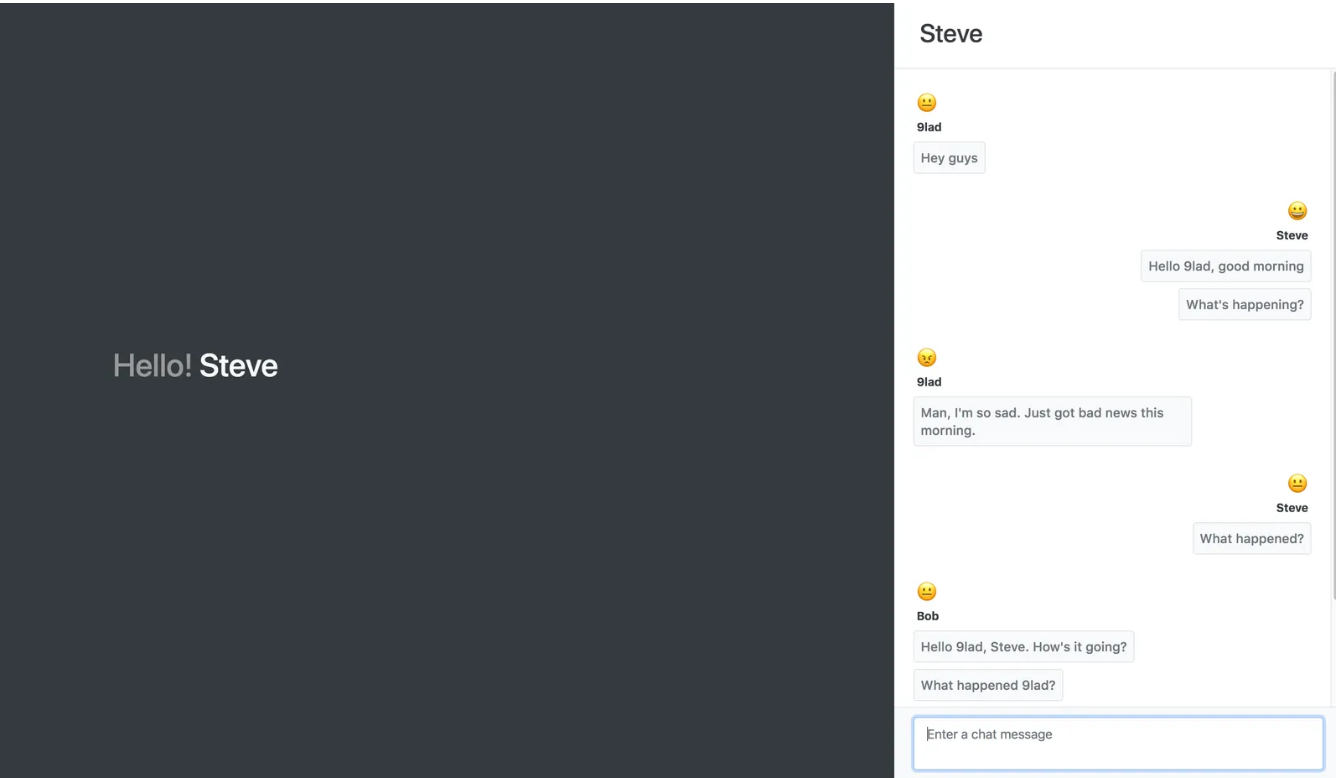 Hello! Steve
Steve
9lad
Hey guys
Steve
Hello 9lad, good morning
What's happening?
9lad
Man, I'm so sad. Just got bad news this
morning.
Steve
What happened?
Bob
Hello 9lad, Steve. How's it going?
What happened 9lad?
Enter a chat message